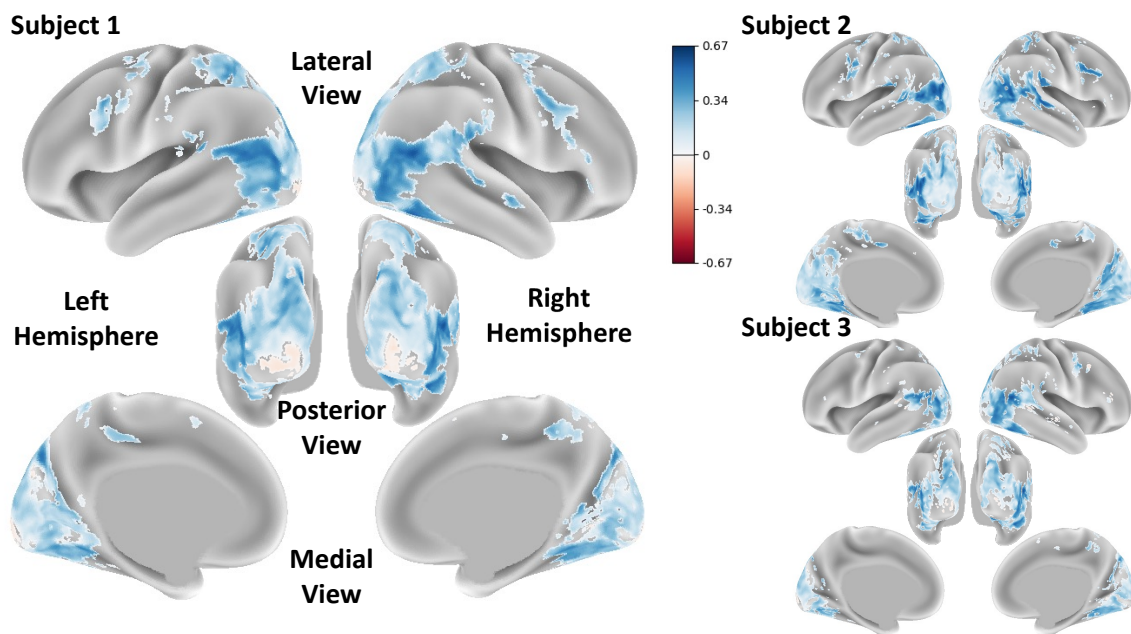 Subject 1
Lateral
View
0.67
0.34
0
-0.34
-0.67
Left
Hemisphere
Right
Hemisphere
Posterior
View
Medial
View
Subject 2
Subject 3